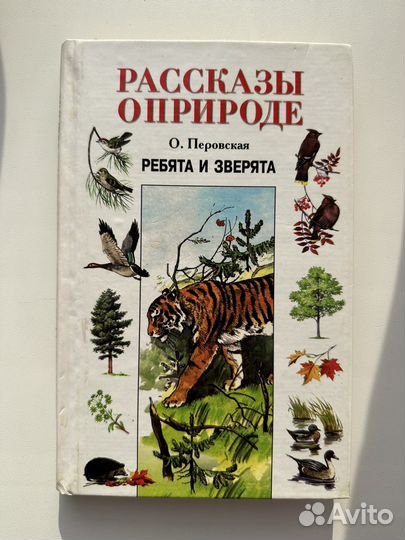 РАССКАЗЫ
О ПРИРОДЕ
О. Перовская
РЕБЯТА И ЗВЕРЯТА
Avito